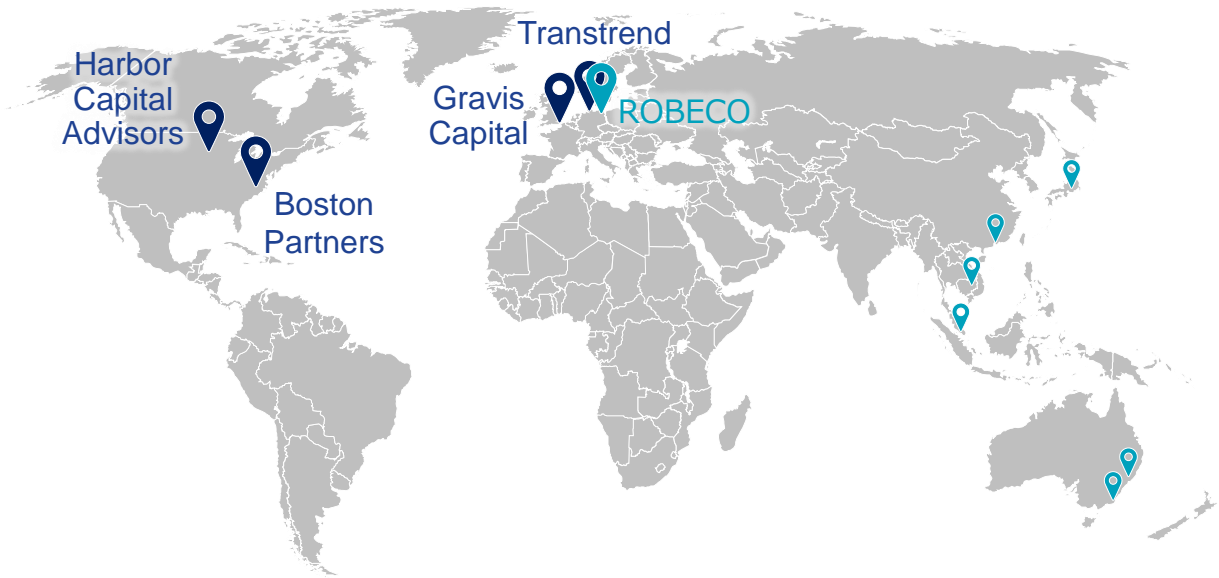 Transtrend
Harbor
Capital
Advisors
Gravis
Capital
ROBECO
Boston
Partners